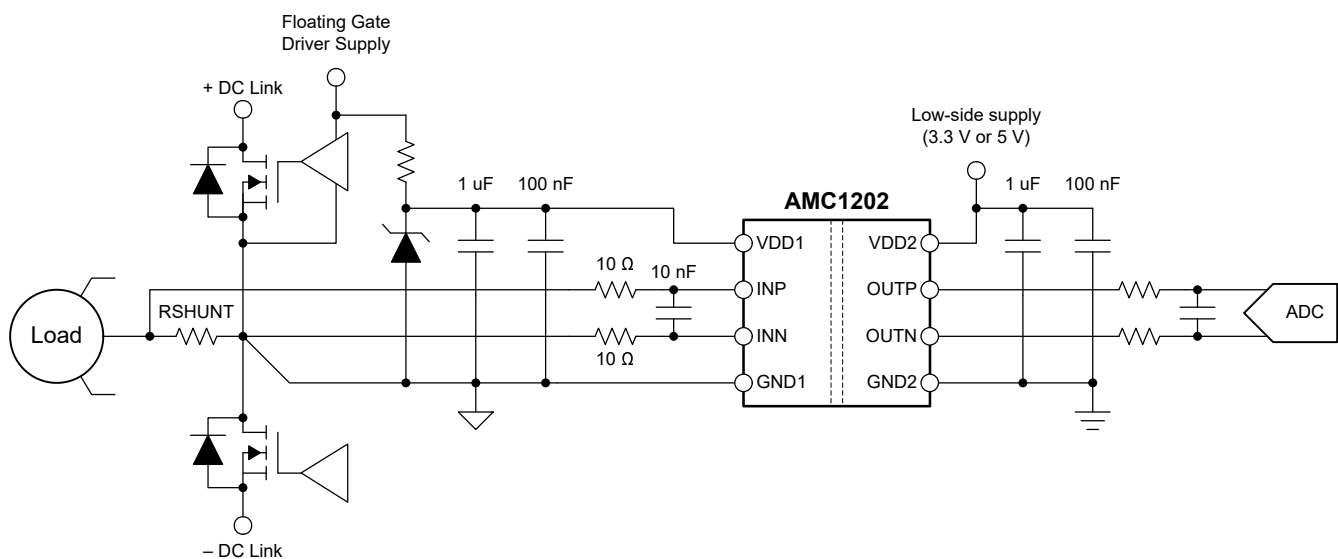 Floating Gate
Driver Supply
+ DC Link
Low-side supply
(3.3 V or 5 V)
1 uF
100 nF
1 uF
100 nF
AMC1202
VDD1
VDD2
10 Ω
10 nF
INP
OUTP
RSHUNT
Load
INN
OUTN
ADC
10 Ω
GND1
GND2
– DC Link